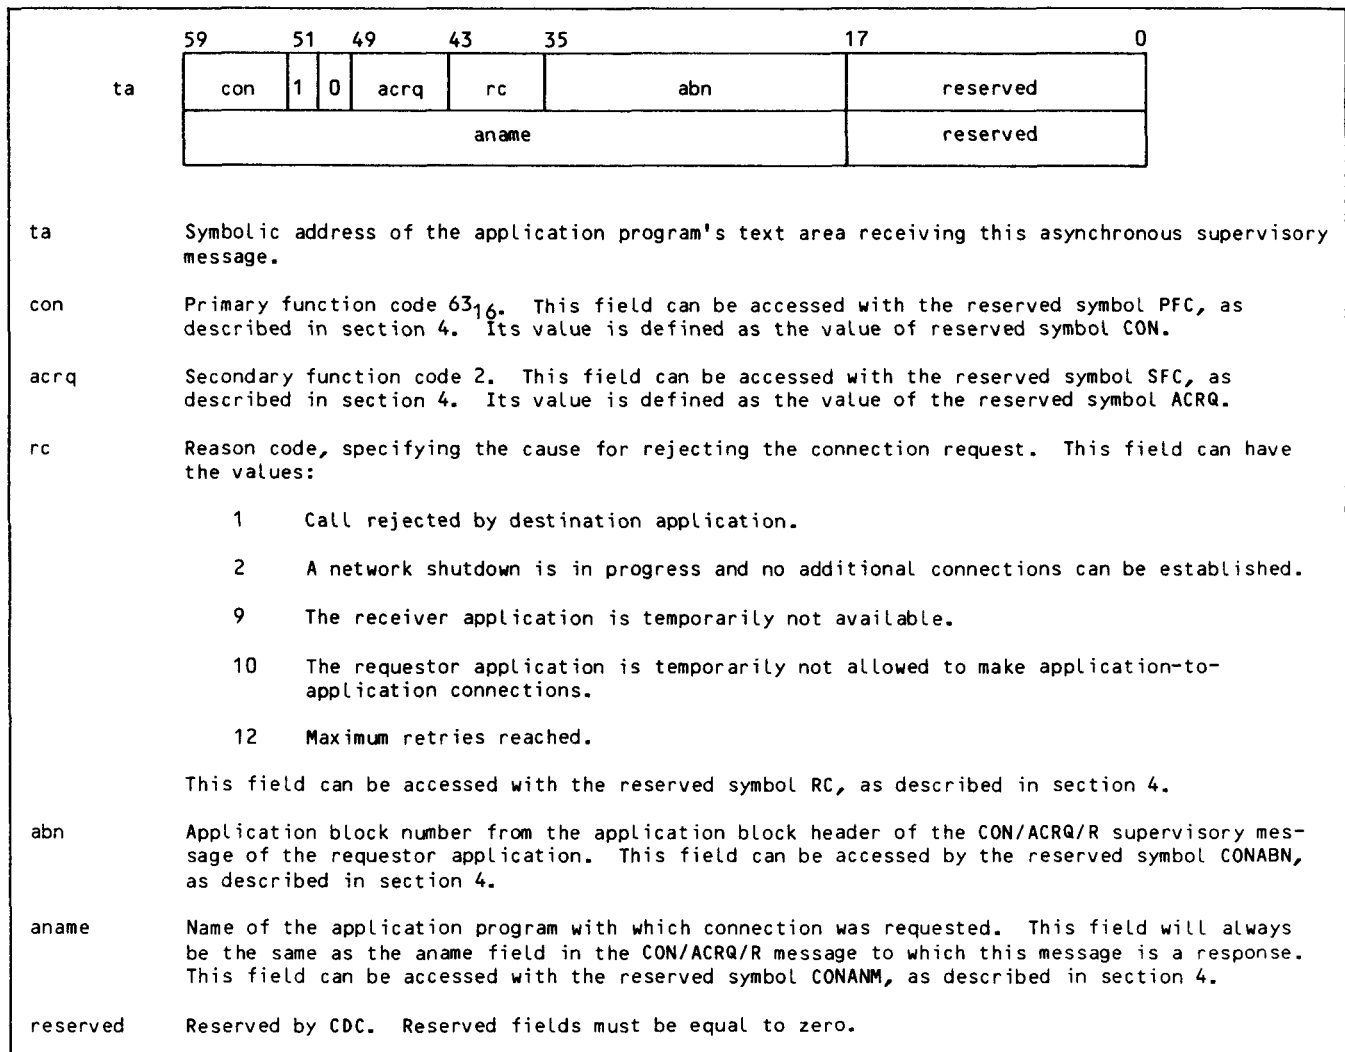 59 51 49 43 35 17 0
ta con 1 0 acrq rc abn reserved
aname reserved
ta Symbolic address of the application program's text area receiving this asynchronous supervisory
message.
con Primary function code 63₁₆. This field can be accessed with the reserved symbol PFC, as
described in section 4. Its value is defined as the value of reserved symbol CON.
acrq Secondary function code 2. This field can be accessed with the reserved symbol SFC, as
described in section 4. Its value is defined as the value of the reserved symbol ACRQ.
rc Reason code, specifying the cause for rejecting the connection request. This field can have
the values:
1 Call rejected by destination application.
2 A network shutdown is in progress and no additional connections can be established.
9 The receiver application is temporarily not available.
10 The requestor application is temporarily not allowed to make application-to-
application connections.
12 Maximum retries reached.
This field can be accessed with the reserved symbol RC, as described in section 4.
abn Application block number from the application block header of the CON/ACRQ/R supervisory mes-
sage of the requestor application. This field can be accessed by the reserved symbol CONABN,
as described in section 4.
aname Name of the application program with which connection was requested. This field will always
be the same as the aname field in the CON/ACRQ/R message to which this message is a response.
This field can be accessed with the reserved symbol CONANM, as described in section 4.
reserved Reserved by CDC. Reserved fields must be equal to zero.